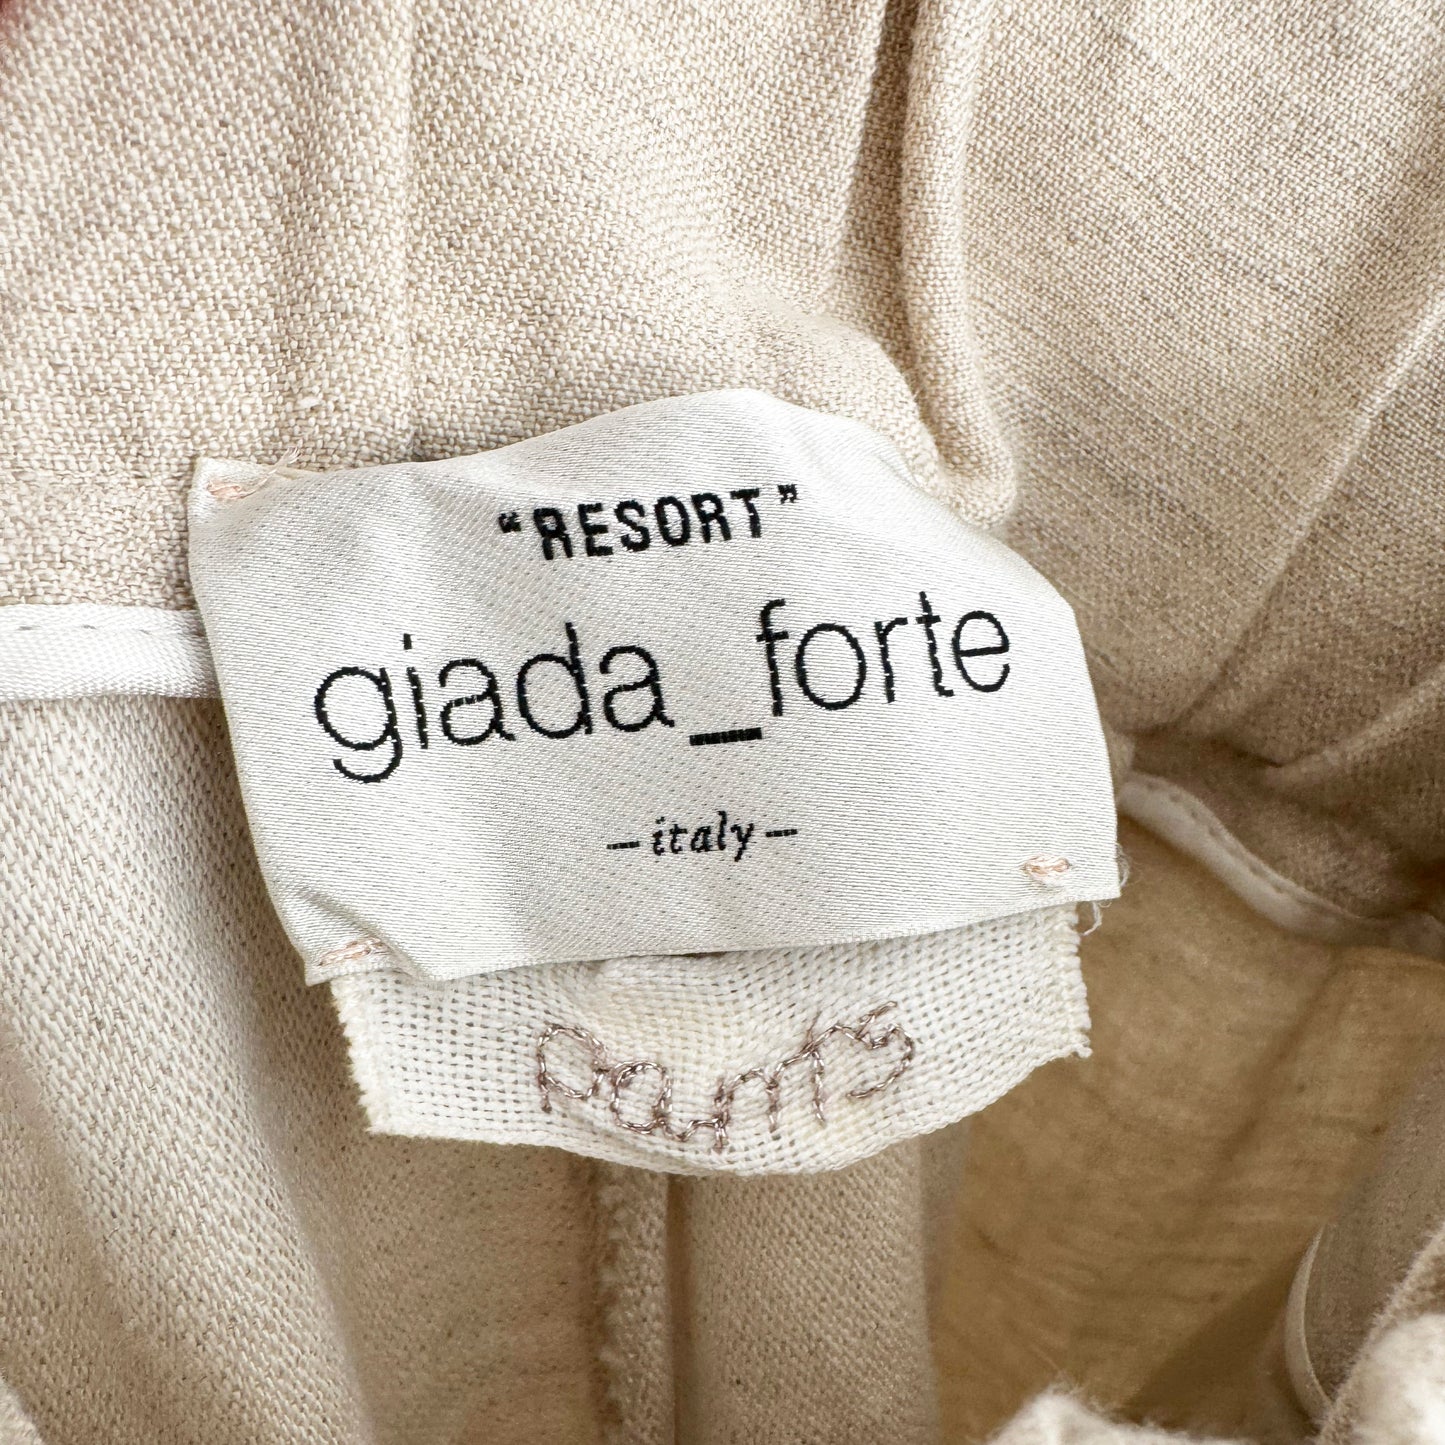 “RESORT”
giada_forte
– italy –
pants